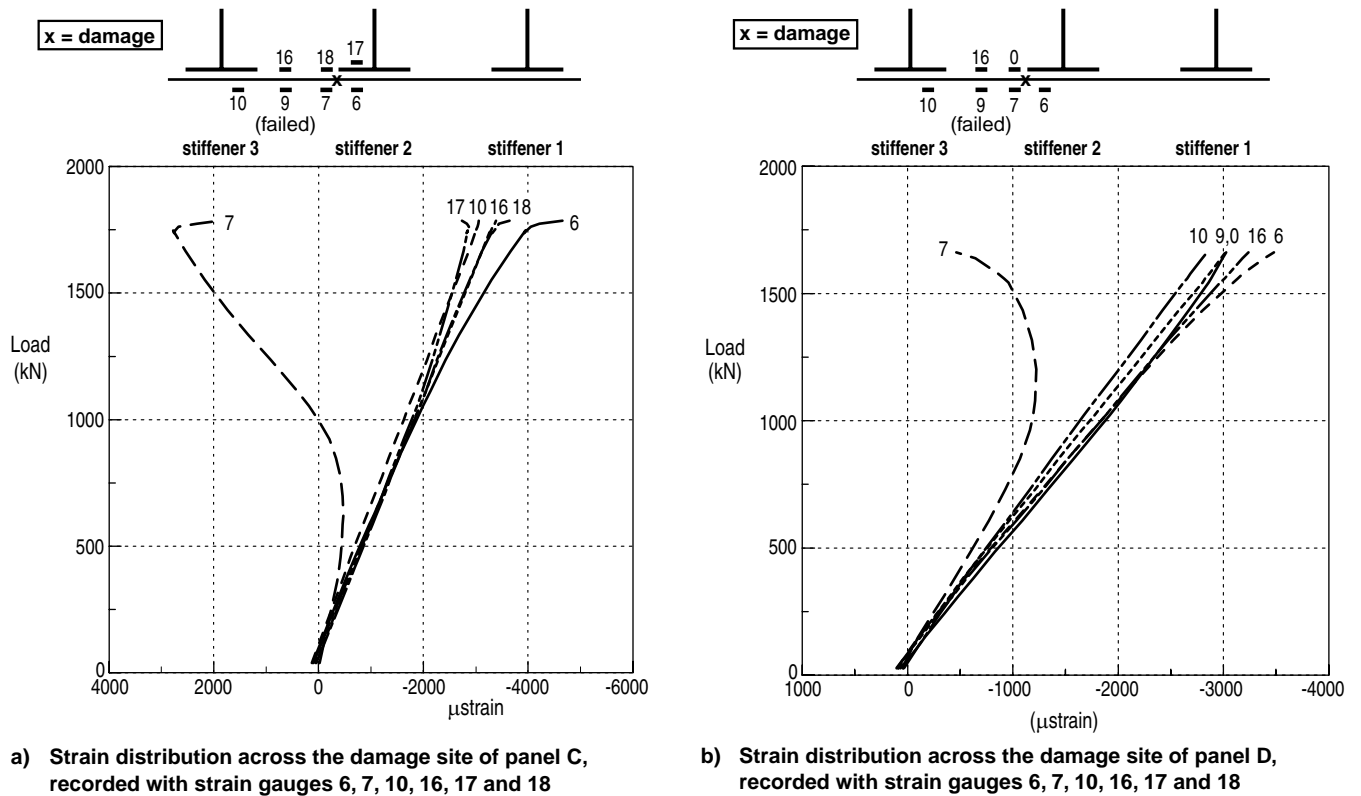 x = damage
16 18 17
x
10 9 7 6
(failed)
stiffener 3 stiffener 2 stiffener 1
2000
1500
1000
500
0
Load
(kN)
7
17 10 16 18 6
4000 2000 0 -2000 -4000 -6000
µstrain
a) Strain distribution across the damage site of panel C,
recorded with strain gauges 6, 7, 10, 16, 17 and 18
x = damage
16 0
x
10 9 7 6
(failed)
stiffener 3 stiffener 2 stiffener 1
2000
1500
1000
500
0
Load
(kN)
7
10 9,0 16 6
1000 0 -1000 -2000 -3000 -4000
(µstrain)
b) Strain distribution across the damage site of panel D,
recorded with strain gauges 6, 7, 10, 16, 17 and 18